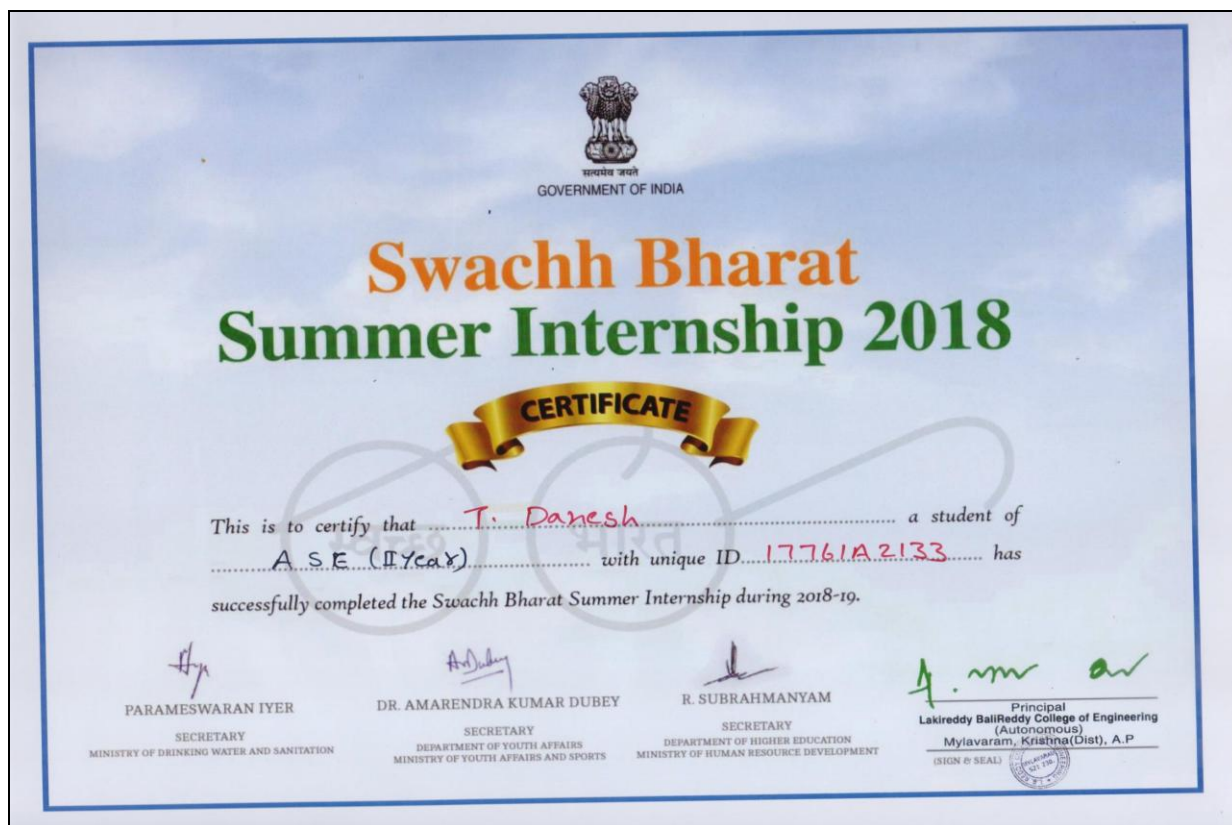 सत्यमेव जयते
GOVERNMENT OF INDIA
Swachh Bharat
Summer Internship 2018
CERTIFICATE
स्वच्छ भारत
This is to certify that ........ T. Danesh ........ a student of
........ A S E (II Year) ........ with unique ID ........ 17761A2133 ........ has
successfully completed the Swachh Bharat Summer Internship during 2018-19.
PARAMESWARAN IYER
SECRETARY
MINISTRY OF DRINKING WATER AND SANITATION
DR. AMARENDRA KUMAR DUBEY
SECRETARY
DEPARTMENT OF YOUTH AFFAIRS
MINISTRY OF YOUTH AFFAIRS AND SPORTS
R. SUBRAHMANYAM
SECRETARY
DEPARTMENT OF HIGHER EDUCATION
MINISTRY OF HUMAN RESOURCE DEVELOPMENT
Principal
Lakireddy BaliReddy College of Engineering
(Autonomous)
Mylavaram, Krishna(Dist), A.P
(SIGN & SEAL)